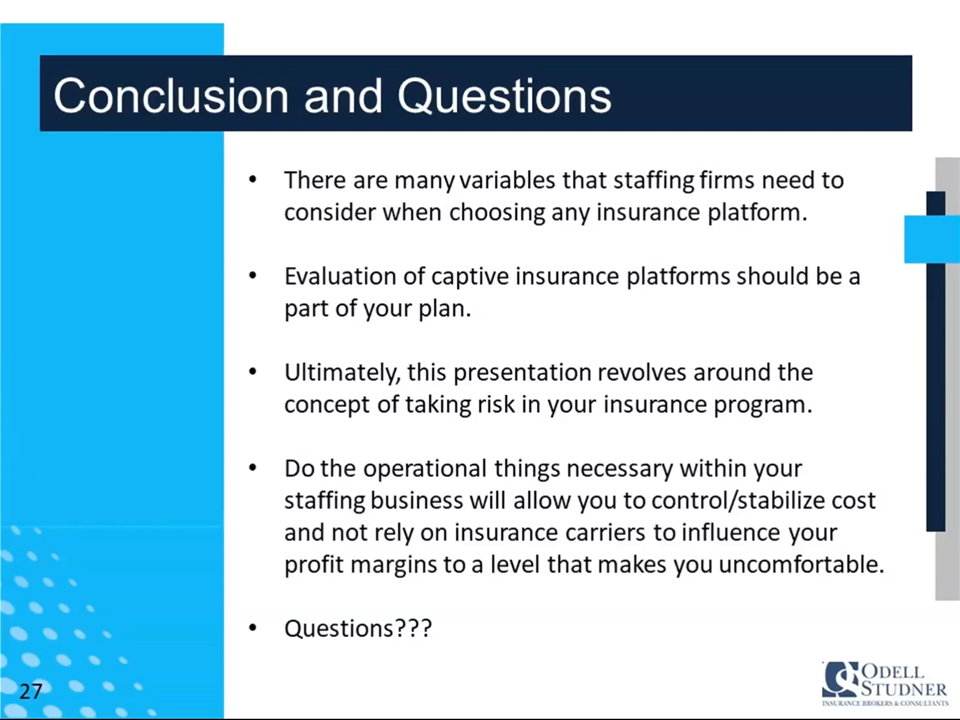 Conclusion and Questions
• There are many variables that staffing firms need to
consider when choosing any insurance platform.
• Evaluation of captive insurance platforms should be a
part of your plan.
• Ultimately, this presentation revolves around the
concept of taking risk in your insurance program.
• Do the operational things necessary within your
staffing business will allow you to control/stabilize cost
and not rely on insurance carriers to influence your
profit margins to a level that makes you uncomfortable.
• Questions???
27
ODELL
STUDNER
INSURANCE BROKERS & CONSULTANTS